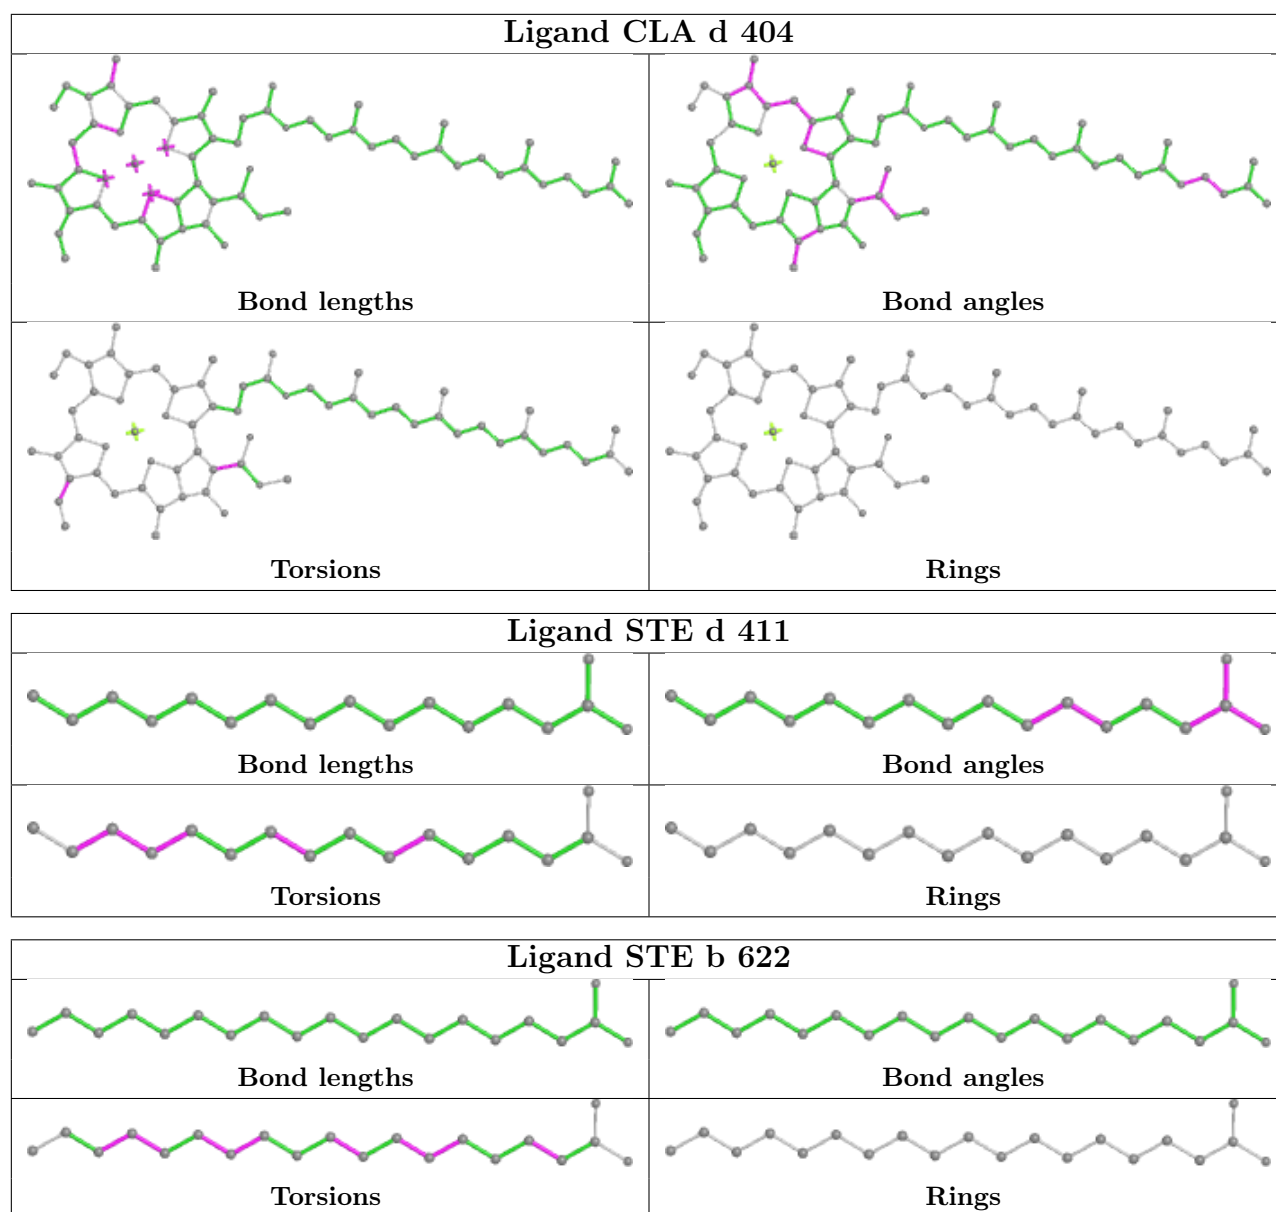 Ligand CLA d 404
Bond lengths
Bond angles
Torsions
Rings
Ligand STE d 411
Bond lengths
Bond angles
Torsions
Rings
Ligand STE b 622
Bond lengths
Bond angles
Torsions
Rings